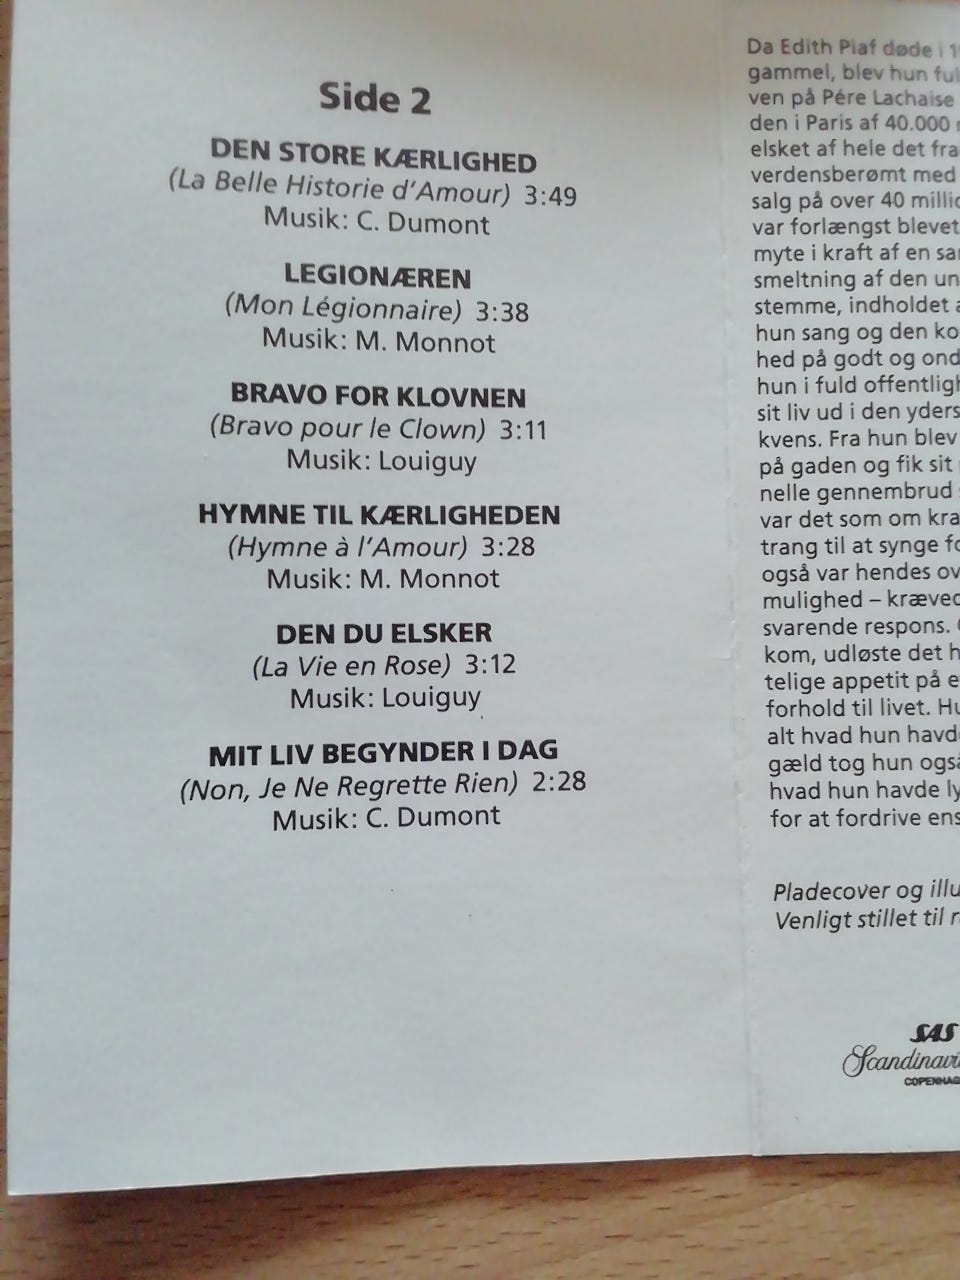 Side 2
DEN STORE KÆRLIGHED
(La Belle Historie d'Amour) 3:49
Musik: C. Dumont
LEGIONÆREN
(Mon Légionnaire) 3:38
Musik: M. Monnot
BRAVO FOR KLOVNEN
(Bravo pour le Clown) 3:11
Musik: Louiguy
HYMNE TIL KÆRLIGHEDEN
(Hymne à l'Amour) 3:28
Musik: M. Monnot
DEN DU ELSKER
(La Vie en Rose) 3:12
Musik: Louiguy
MIT LIV BEGYNDER I DAG
(Non, Je Ne Regrette Rien) 2:28
Musik: C. Dumont
Da Edith Piaf døde i
gammel, blev hun
ven på Pére Lachaise
den i Paris af 40.000
elsket af hele det
verdensberømt med
salg på over 40
var forlængst blevet
myte i kraft af en
smeltning af den
stemme, indholdet
hun sang og den
hed på godt og
hun i fuld
sit liv ud i den
kvens. Fra hun blev
på gaden og fik sit
nelle gennembrud
var det som om
trang til at synge
også var hendes
mulighed –
svarende respons.
kom, udløste det
telige appetit på
forhold til livet.
alt hvad hun
gæld tog hun
hvad hun havde
for at fordrive
Pladecover og
Venligt stillet til
SAS
COPENHAG